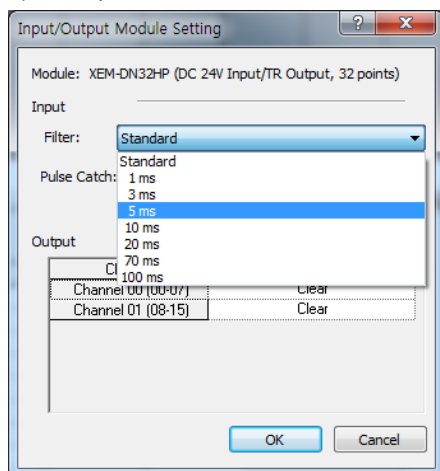 Input/Output Module Setting
Module: XEM-DN32HP (DC 24V Input/TR Output, 32 points)
Input
Filter: Standard
Standard
1 ms
Pulse Catch:
3 ms
5 ms
10 ms
Output
20 ms
70 ms
100 ms
Channel 00 (00-07) Clear
Channel 01 (08-15) Clear
OK Cancel